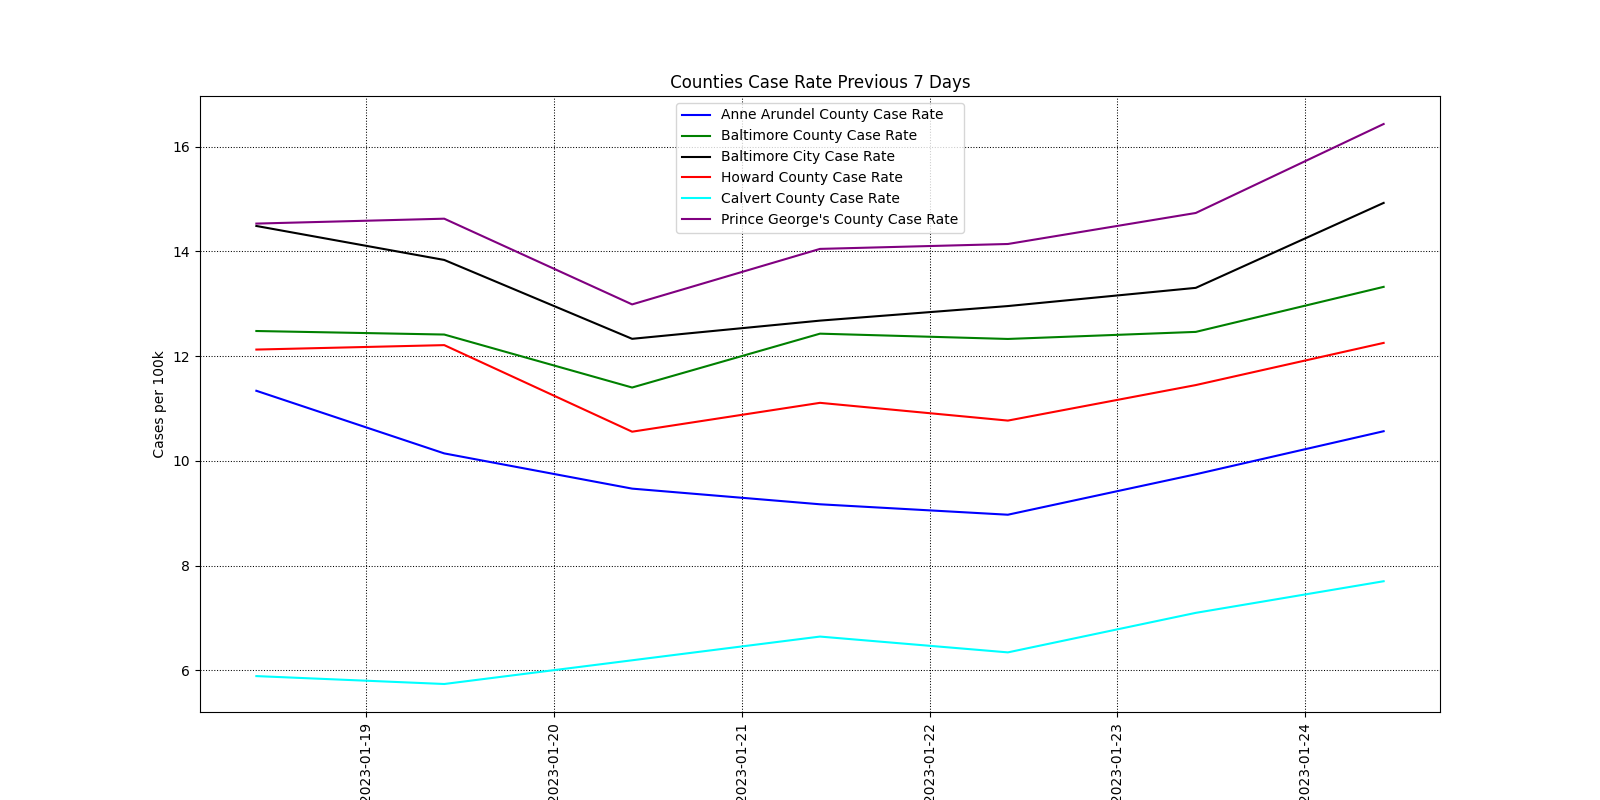 Counties Case Rate Previous 7 Days
Anne Arundel County Case Rate
Baltimore County Case Rate
Baltimore City Case Rate
Howard County Case Rate
Calvert County Case Rate
Prince George's County Case Rate
Cases per 100k
16
14
12
10
8
6
2023-01-19
2023-01-20
2023-01-21
2023-01-22
2023-01-23
2023-01-24